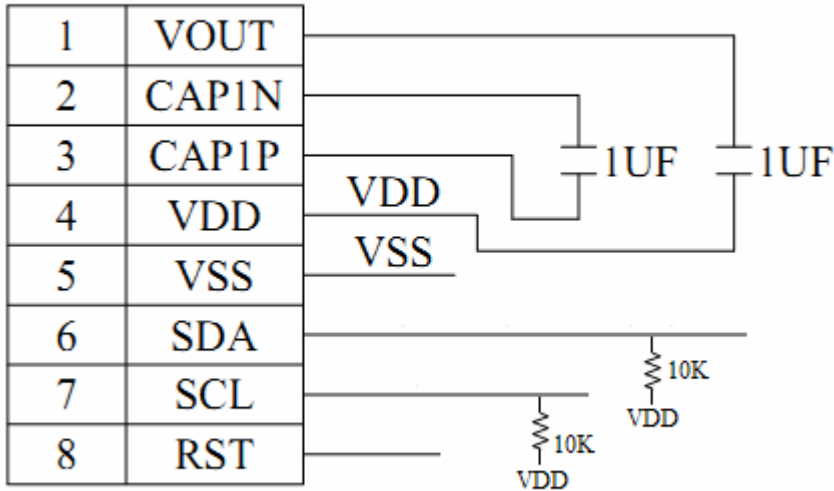 1 VOUT
2 CAP1N
3 CAP1P
4 VDD
5 VSS
6 SDA
7 SCL
8 RST
VDD
VSS
1UF
1UF
10K
VDD
10K
VDD